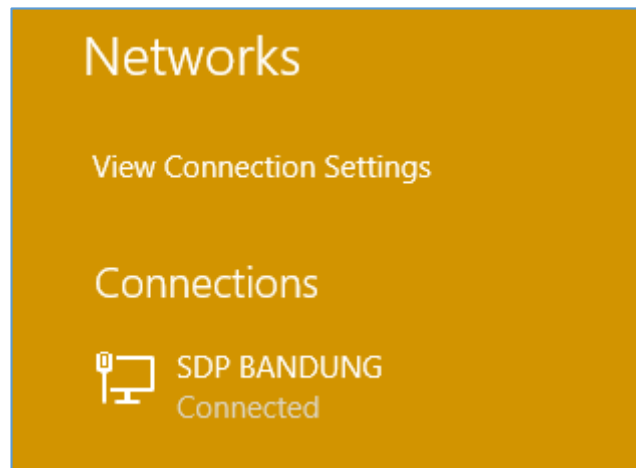 Networks
View Connection Settings
Connections
SDP BANDUNG
Connected